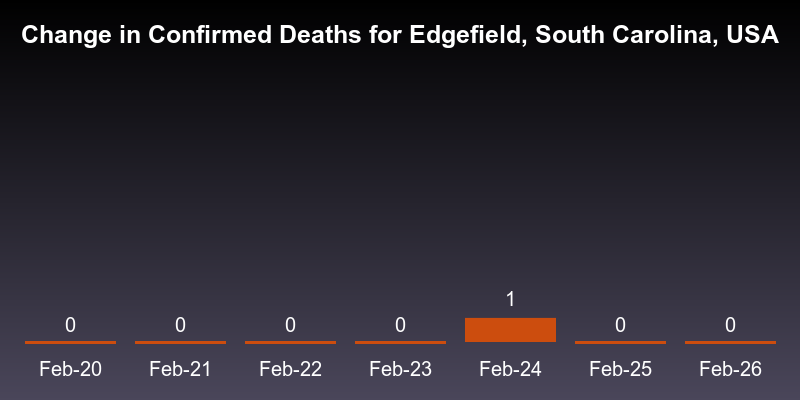 Change in Confirmed Deaths for Edgefield, South Carolina, USA
0 0 0 0 1 0 0
Feb-20 Feb-21 Feb-22 Feb-23 Feb-24 Feb-25 Feb-26